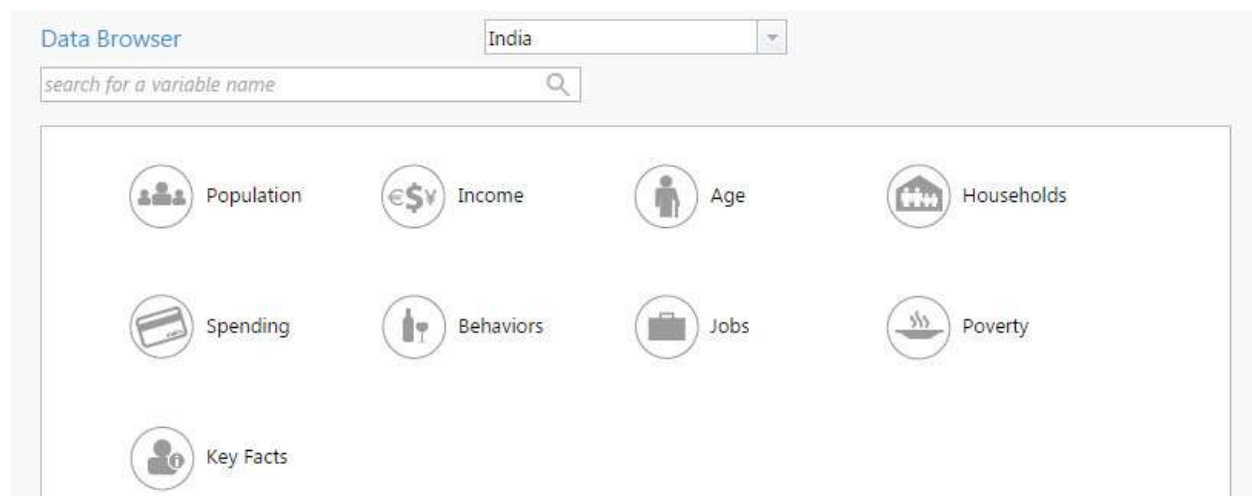 Data Browser India
search for a variable name
Population Income Age Households
Spending Behaviors Jobs Poverty
Key Facts